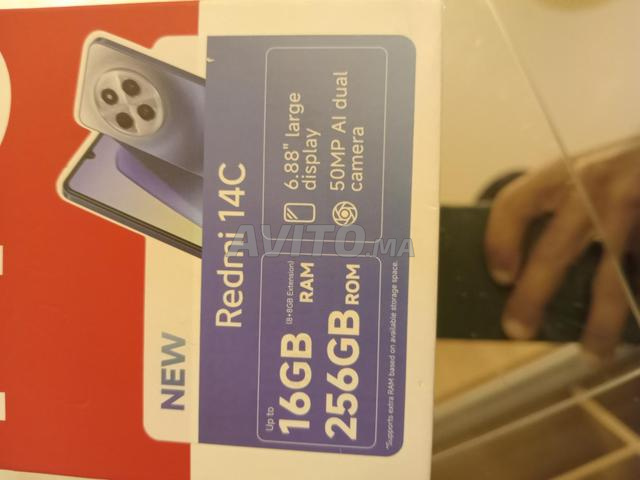 NEW
Redmi 14C
Up to
16GB (8+8GB Extension) RAM
256GB ROM
6.88" large
display
50MP AI dual
camera
*Supports extra RAM based on available storage space.
AVITO.MA